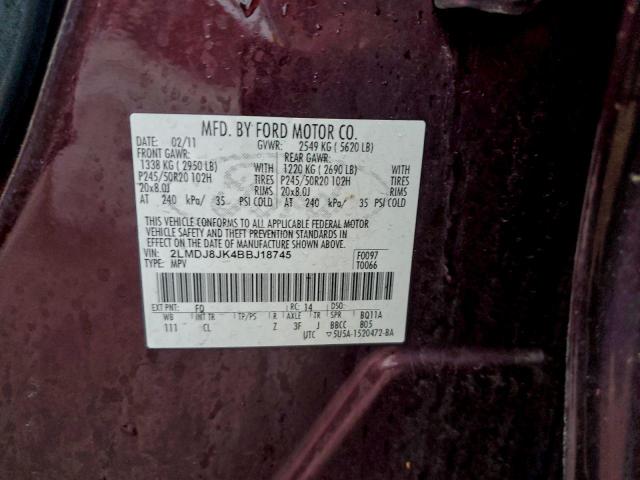 MFD. BY FORD MOTOR CO.
DATE: 02/11 GVWR: 2549 KG ( 5620 LB)
FRONT GAWR: REAR GAWR:
1338 KG ( 2950 LB) WITH 1220 KG ( 2690 LB) WITH
P245/50R20 102H TIRES P245/50R20 102H TIRES
20x8.0J RIMS 20x8.0J RIMS
AT 240 kPa/ 35 PSI COLD AT 240 kPa/ 35 PSI COLD
THIS VEHICLE CONFORMS TO ALL APPLICABLE FEDERAL MOTOR
VEHICLE SAFETY AND THEFT PREVENTION STANDARDS IN
EFFECT ON THE DATE OF MANUFACTURE SHOWN ABOVE.
VIN: 2LMDJ8JK4BBJ18745 F0097
TYPE: MPV T0066
EXT PNT: FQ RC: 14 DSO:
WB INT TR TP/PS R AXLE TR SPR BQ11A
111 CL Z 3F J BBCC B05
UTC ▽5U5A-1520472-BA